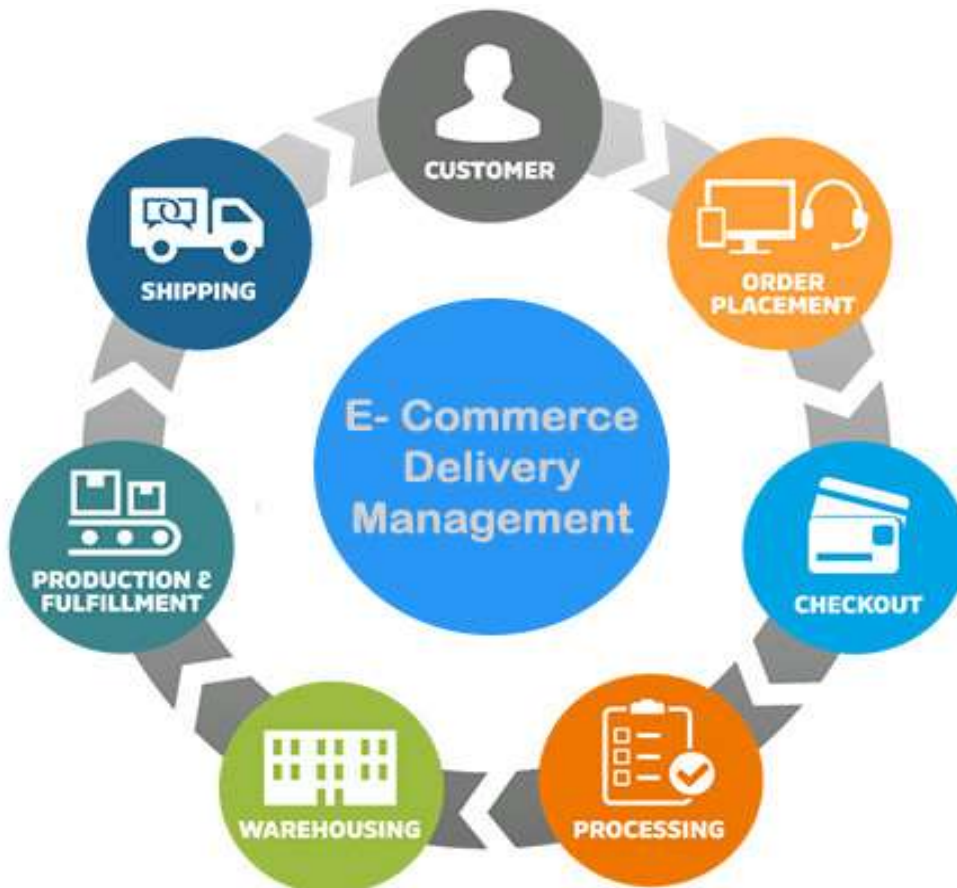 CUSTOMER
ORDER
PLACEMENT
CHECKOUT
PROCESSING
WAREHOUSING
PRODUCTION &
FULFILLMENT
SHIPPING
E- Commerce
Delivery
Management